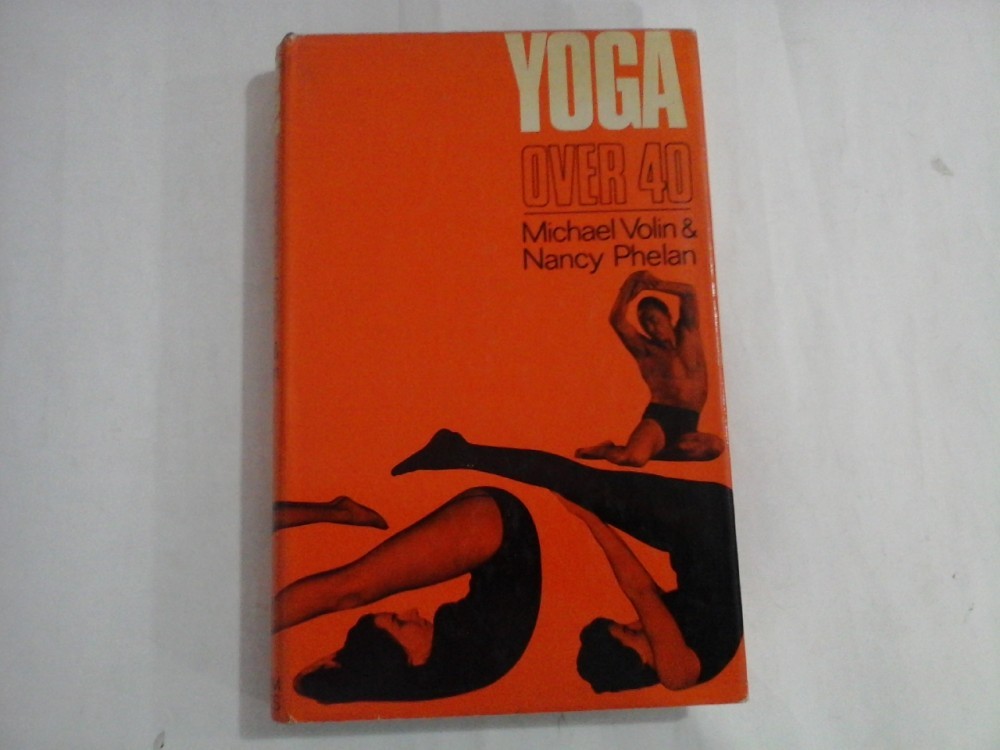 YOGA
OVER 40
Michael Volin &
Nancy Phelan